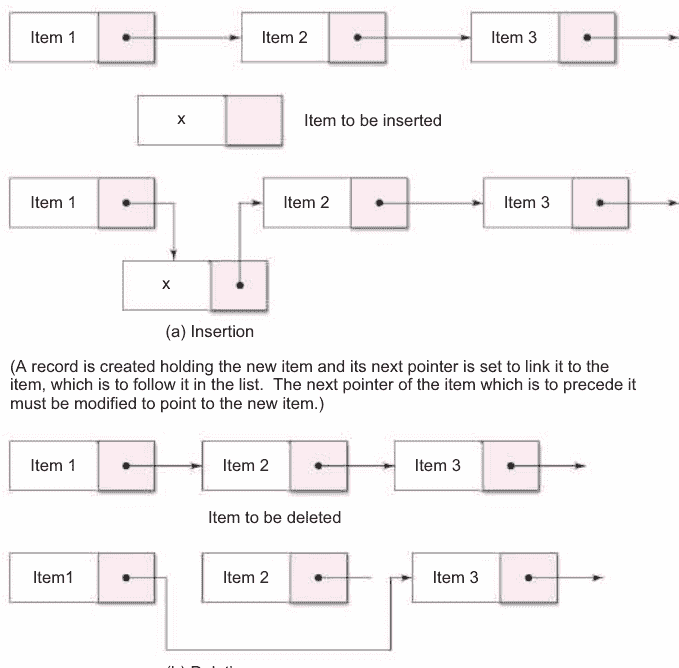 Item 1 Item 2 Item 3
x Item to be inserted
Item 1 Item 2 Item 3
x
(a) Insertion
(A record is created holding the new item and its next pointer is set to link it to the
item, which is to follow it in the list. The next pointer of the item which is to precede it
must be modified to point to the new item.)
Item 1 Item 2 Item 3
Item to be deleted
Item1 Item 2 Item 3